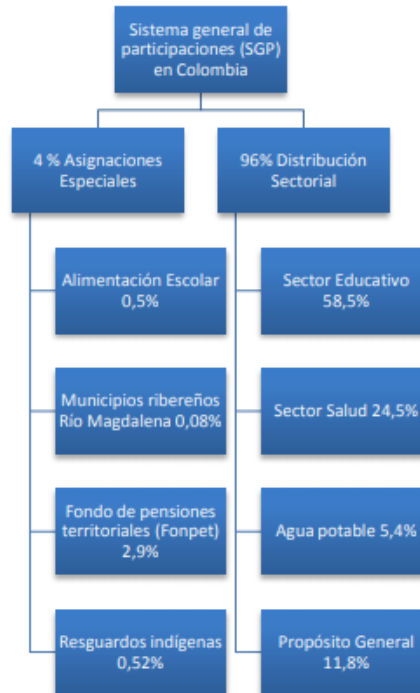 Sistema general de
participaciones (SGP)
en Colombia
4 % Asignaciones
Especiales
96% Distribución
Sectorial
Alimentación Escolar
0,5%
Sector Educativo
58,5%
Municipios ribereños
Río Magdalena 0,08%
Sector Salud 24,5%
Fondo de pensiones
territoriales (Fonpet)
2,9%
Agua potable 5,4%
Resguardos indígenas
0,52%
Propósito General
11,8%